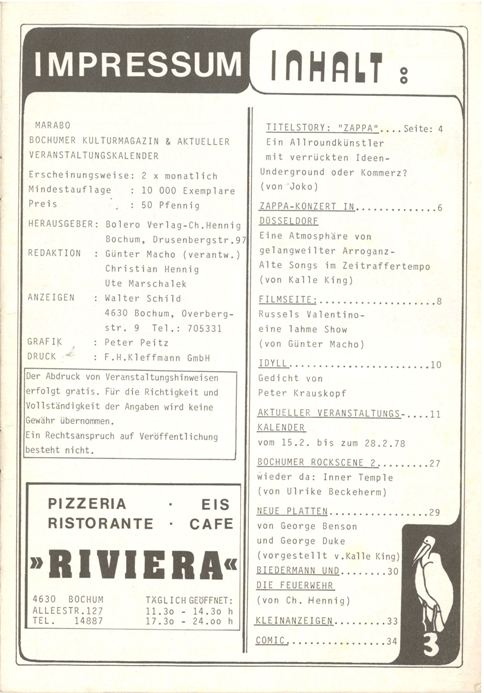 IMPRESSUM
MARABO
BOCHUMER KULTURMAGAZIN & AKTUELLER
VERANSTALTUNGSKALENDER
Erscheinungsweise: 2 x monatlich
Mindestauflage : 10 000 Exemplare
Preis : 50 Pfennig
HERAUSGEBER: Bolero Verlag-Ch.Hennig
Bochum, Drusenbergstr.97
REDAKTION : Günter Macho (verantw.)
Christian Hennig
Ute Marschalek
ANZEIGEN : Walter Schild
4630 Bochum, Overberg-
str. 9 Tel.: 705331
GRAFIK : Peter Peitz
DRUCK : F.H.Kleffmann GmbH
Der Abdruck von Veranstaltungshinweisen
erfolgt gratis. Für die Richtigkeit und
Vollständigkeit der Angaben wird keine
Gewähr übernommen.
Ein Rechtsanspruch auf Veröffentlichung
besteht nicht.
PIZZERIA · EIS
RISTORANTE · CAFE
»RIVIERA«
4630 BOCHUM TÄGLICH GEÖFFNET:
ALLEESTR.127 11.3o - 14.3o h
TEL. 14887 17.3o - 24.oo h
INHALT :
TITELSTORY: "ZAPPA"....Seite: 4
Ein Allroundkünstler
mit verrückten Ideen-
Underground oder Kommerz?
(von Joko)
ZAPPA-KONZERT IN............6
DÜSSELDORF
Eine Atmosphäre von
gelangweilter Arroganz-
Alte Songs im Zeitraffertempo
(von Kalle King)
FILMSEITE:.................8
Russels Valentino-
eine lahme Show
(von Günter Macho)
IDYLL.....................10
Gedicht von
Peter Krauskopf
AKTUELLER VERANSTALTUNGS-....11
KALENDER
vom 15.2. bis zum 28.2.78
BOCHUMER ROCKSCENE 2........27
wieder da: Inner Temple
(von Ulrike Beckeherm)
NEUE PLATTEN................29
von George Benson
und George Duke
(vorgestellt v.Kalle King)
BIEDERMANN UND.......30
DIE FEUERWEHR
(von Ch. Hennig)
KLEINANZEIGEN..........33
COMIC..................34
3